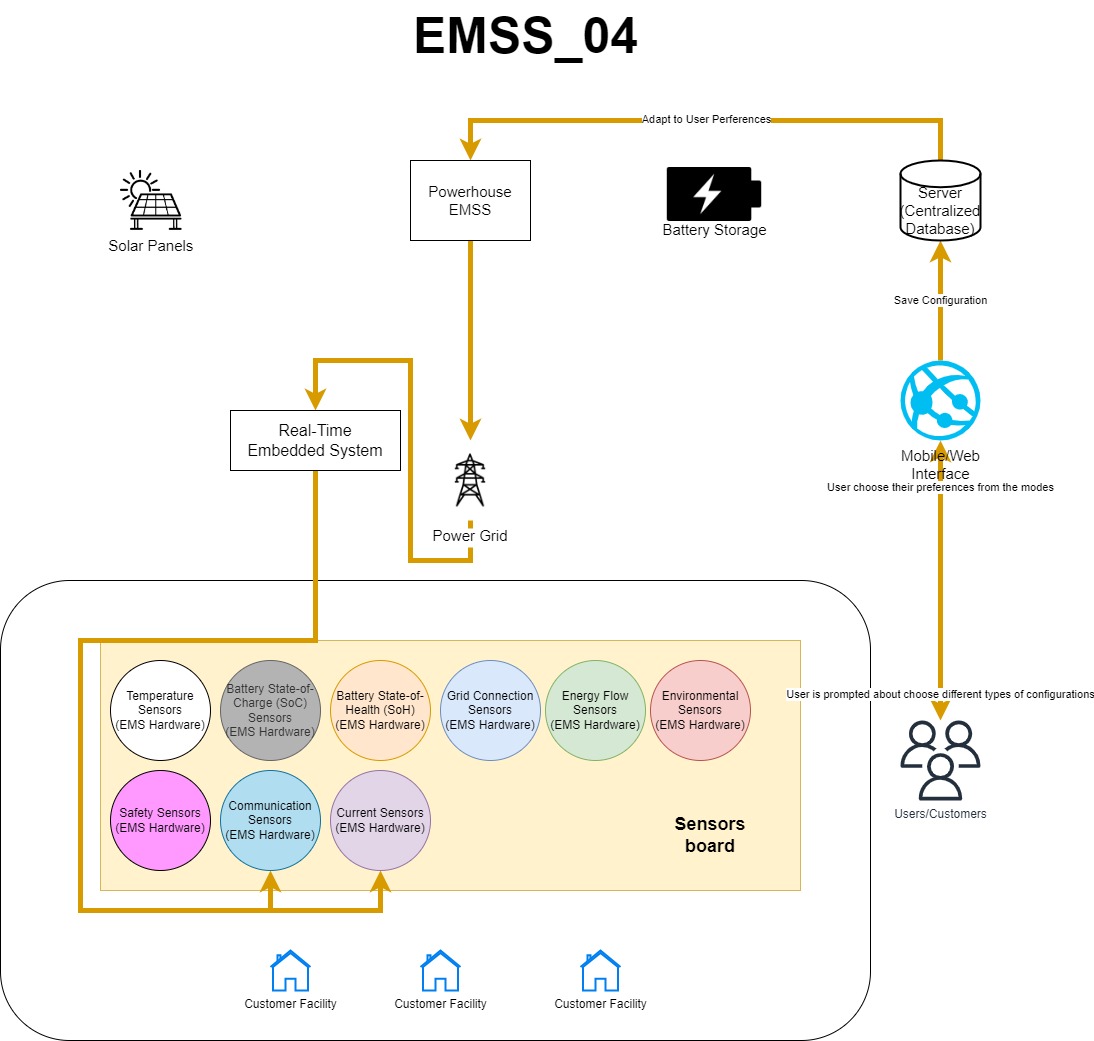 EMSS_04
Adapt to User Perferences
Powerhouse
EMSS
Server
(Centralized
Database)
Solar Panels
Battery Storage
Save Configuration
Real-Time
Embedded System
Mobile/Web
Interface
User choose their preferences from the modes
Power Grid
Temperature
Sensors
(EMS Hardware)
Battery State-of-
Charge (SoC)
Sensors
(EMS Hardware)
Battery State-of-
Health (SoH)
(EMS Hardware)
Grid Connection
Sensors
(EMS Hardware)
Energy Flow
Sensors
(EMS Hardware)
Environmental
Sensors
(EMS Hardware)
User is prompted about choose different types of configurations
Safety Sensors
(EMS Hardware)
Communication
Sensors
(EMS Hardware)
Current Sensors
(EMS Hardware)
Sensors
board
Users/Customers
Customer Facility
Customer Facility
Customer Facility